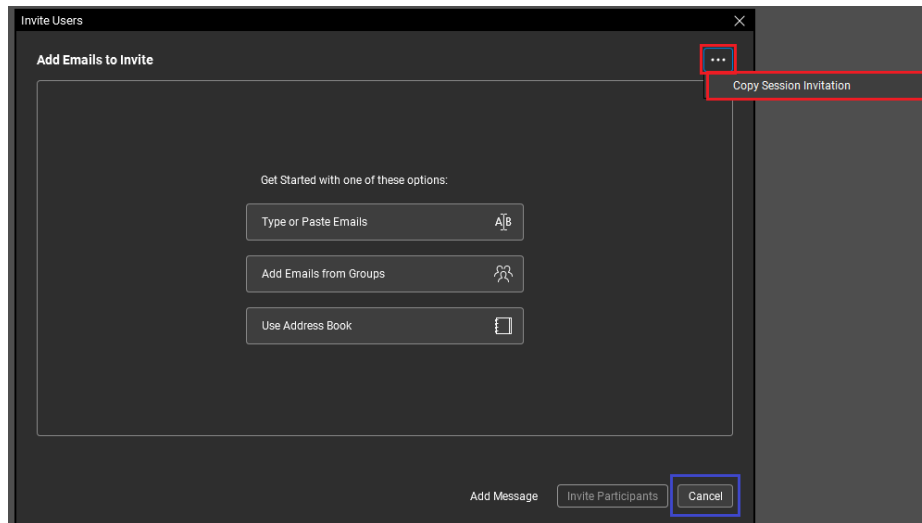 Invite Users
Add Emails to Invite
...
Copy Session Invitation
Get Started with one of these options:
Type or Paste Emails
A B
Add Emails from Groups
Use Address Book
Add Message Invite Participants Cancel